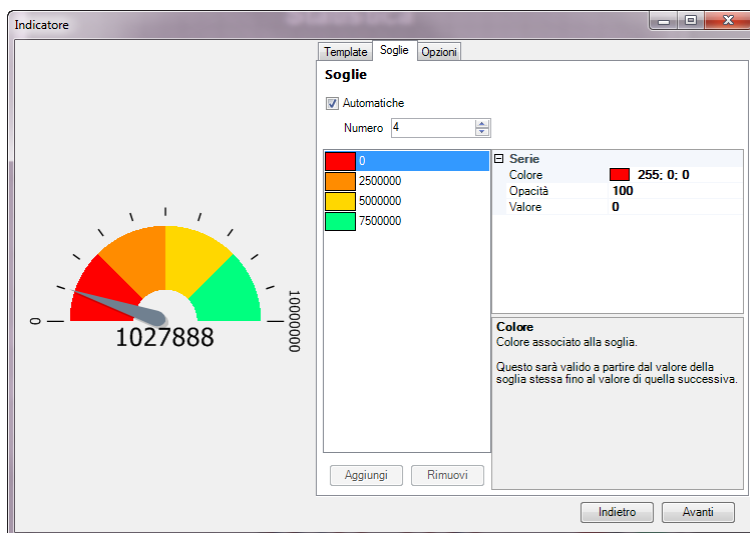 Indicatore
Template Soglie Opzioni
Soglie
Automatiche
Numero 4
0
2500000
5000000
7500000
Serie
Colore 255; 0; 0
Opacità 100
Valore 0
0
10000000
1027888
Colore
Colore associato alla soglia.
Questo sarà valido a partire dal valore della
soglia stessa fino al valore di quella successiva.
Aggiungi Rimuovi
Indietro Avanti